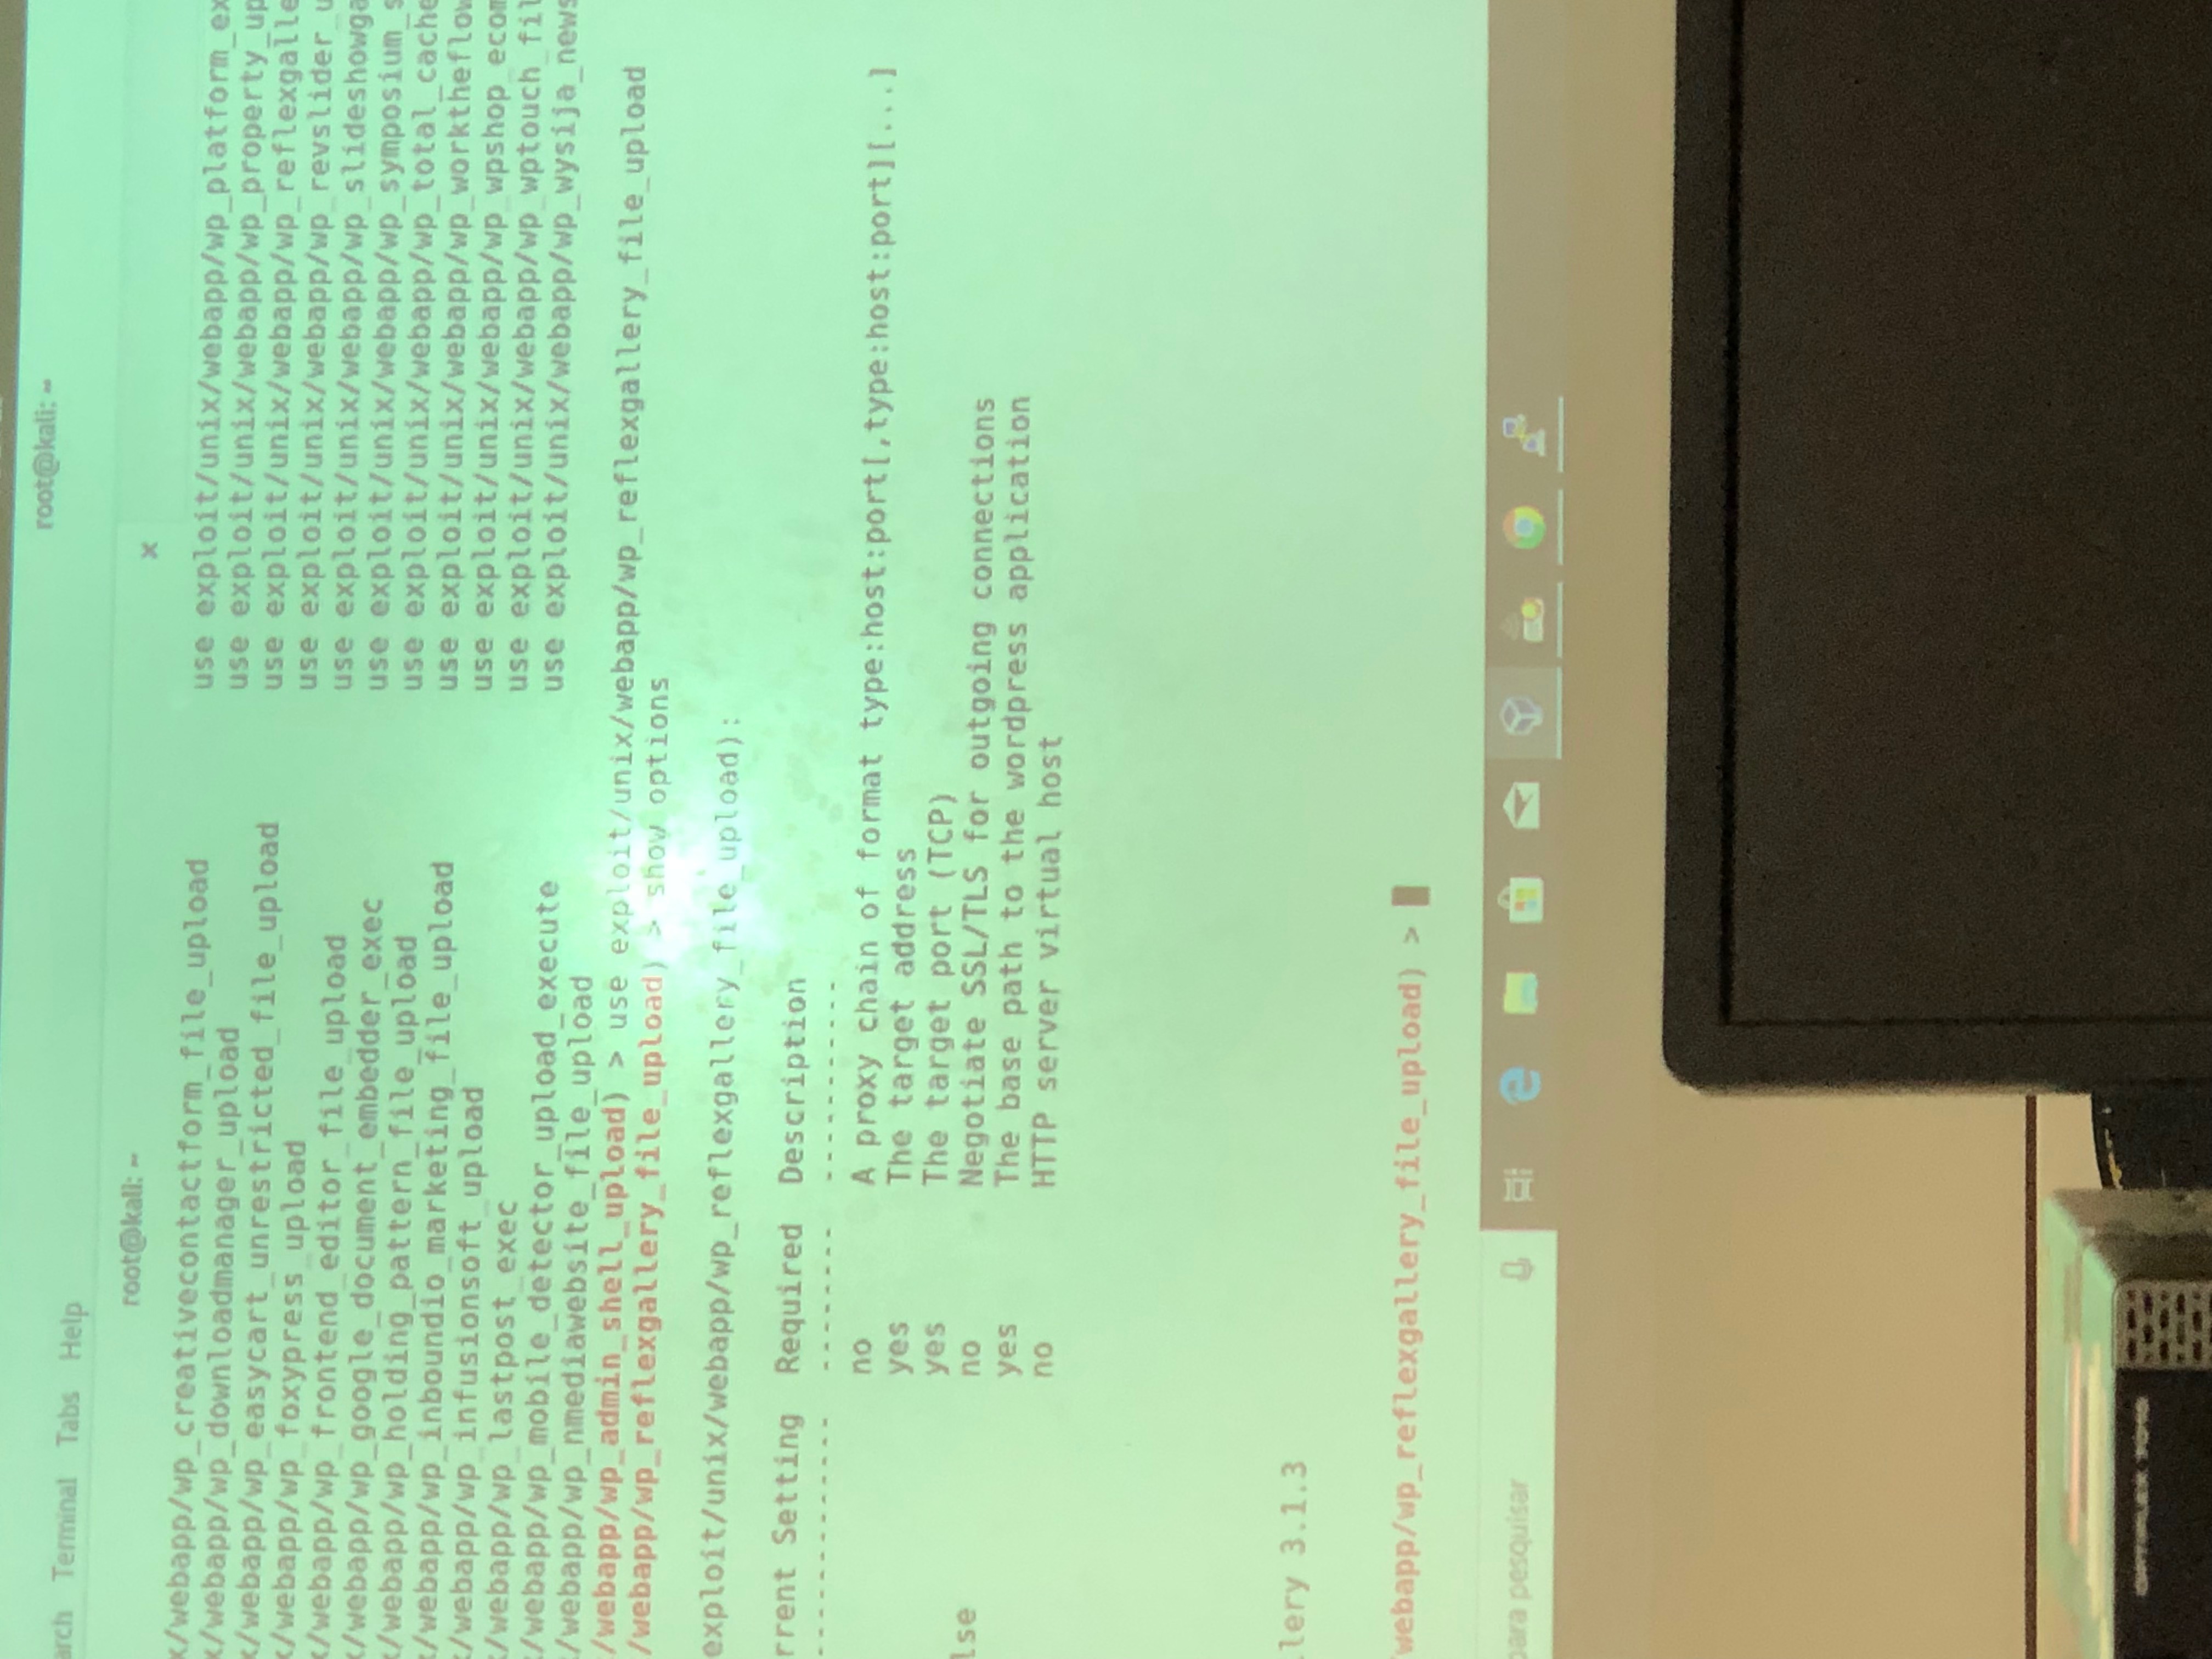 root@kali: ~
arch Terminal Tabs Help
root@kali: ~
×
x/webapp/wp_creativecontactform_file_upload
x/webapp/wp_downloadmanager_upload
x/webapp/wp_easycart_unrestricted_file_upload
x/webapp/wp_foxypress_upload
x/webapp/wp_frontend_editor_file_upload
x/webapp/wp_google_document_embedder_exec
x/webapp/wp_holding_pattern_file_upload
x/webapp/wp_inboundio_marketing_file_upload
x/webapp/wp_infusionsoft_upload
x/webapp/wp_lastpost_exec
/webapp/wp_mobile_detector_upload_execute
/webapp/wp_nmediawebsite_file_upload
use exploit/unix/webapp/wp_platform_ex
use exploit/unix/webapp/wp_property_up
use exploit/unix/webapp/wp_reflexgalle
use exploit/unix/webapp/wp_revslider_u
use exploit/unix/webapp/wp_slideshowga
use exploit/unix/webapp/wp_symposium_s
use exploit/unix/webapp/wp_total_cache
use exploit/unix/webapp/wp_worktheflow
use exploit/unix/webapp/wp_wpshop_ecom
use exploit/unix/webapp/wp_wptouch_fil
use exploit/unix/webapp/wp_wysija_news
/webapp/wp_admin_shell_upload) > use exploit/unix/webapp/wp_reflexgallery_file_upload
/webapp/wp_reflexgallery_file_upload) > show options
exploit/unix/webapp/wp_reflexgallery_file_upload):
rrent Setting Required Description
------------- -------- -----------
no A proxy chain of format type:host:port[,type:host:port][...]
yes The target address
yes The target port (TCP)
lse no Negotiate SSL/TLS for outgoing connections
yes The base path to the wordpress application
no HTTP server virtual host
llery 3.1.3
/webapp/wp_reflexgallery_file_upload) >
para pesquisar
OPTIPLEX 7010